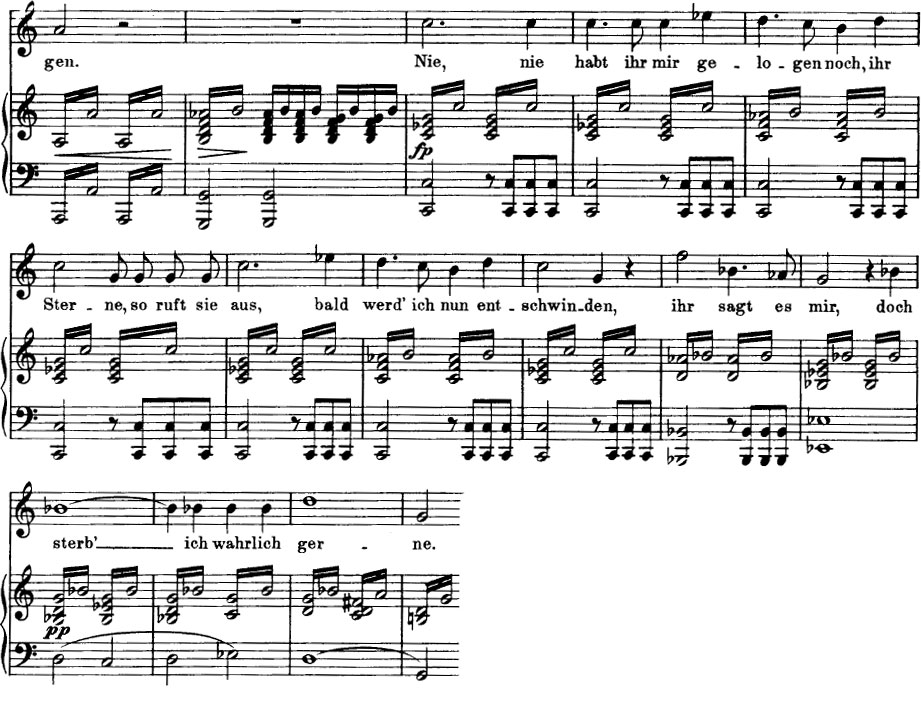 gen. Nie, nie habt ihr mir ge - lo - gen noch, ihr
fp
Ster - ne, so ruft sie aus, bald werd' ich nun ent - schwin - den, ihr sagt es mir, doch
sterb' ich wahrlich ger - ne.
pp